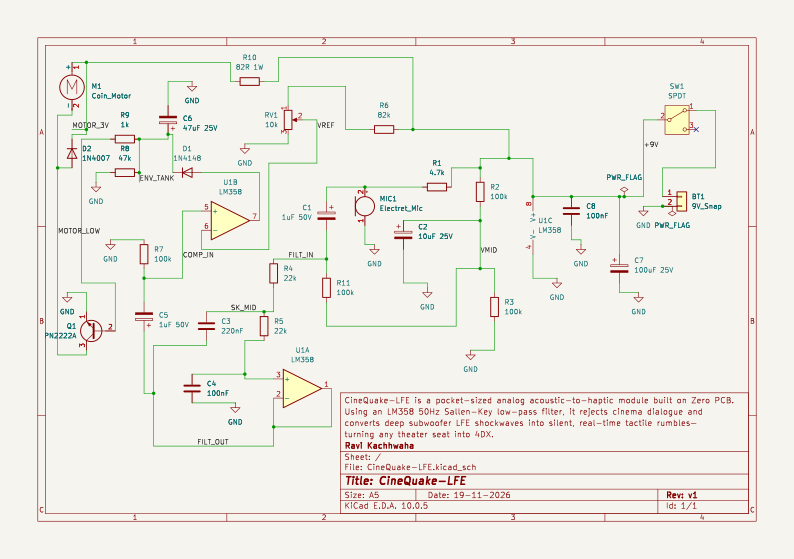 1 2 3 4
R10
82R 1W
SW1
SPDT
M1
Coin_Motor
GND
C6
47uF 25V
RV1
10k
VREF
R6
82k
+9V
MOTOR_3V
R9
1k
R8
47k
D2
1N4007
D1
1N4148
GND
ENV_TANK
U1B
LM358
R1
4.7k
MIC1
Electret_Mic
R2
100k
PWR_FLAG
BT1
9V_Snap
GND
PWR_FLAG
C1
1uF 50V
C2
10uF 25V
U1C
LM358
V+
V-
C8
100nF
MOTOR_LOW
GND
R7
100k
COMP_IN
FILT_IN
GND
VMID
GND
C7
100uF 25V
R4
22k
R11
100k
GND
GND
GND
GND
Q1
PN2222A
C5
1uF 50V
SK_MID
C3
220nF
R5
22k
R3
100k
GND
U1A
LM358
C4
100nF
GND
FILT_OUT
CineQuake-LFE is a pocket-sized analog acoustic-to-haptic module built on Zero PCB.
Using an LM358 50Hz Sallen-Key low-pass filter, it rejects cinema dialogue and
converts deep subwoofer LFE shockwaves into silent, real-time tactile rumbles-
turning any theater seat into 4DX.
Ravi Kachhwaha
Sheet: /
File: CineQuake-LFE.kicad_sch
Title: CineQuake-LFE
Size: A5 Date: 19-11-2026 Rev: v1
KiCad E.D.A. 10.0.5 Id: 1/1
1 2 3 4